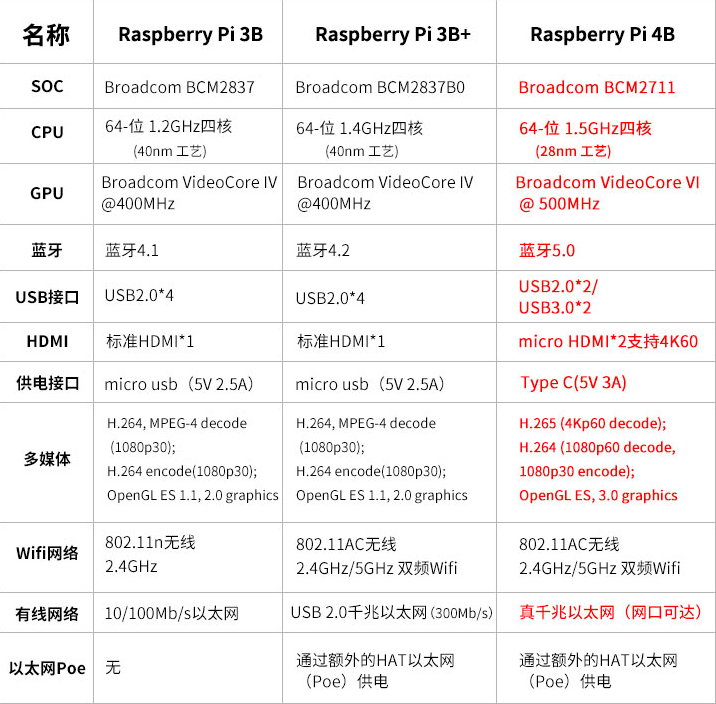 名称
Raspberry Pi 3B
Raspberry Pi 3B+
Raspberry Pi 4B
SOC
Broadcom BCM2837
Broadcom BCM2837B0
Broadcom BCM2711
CPU
64-位 1.2GHz四核
(40nm 工艺)
64-位 1.4GHz四核
(40nm 工艺)
64-位 1.5GHz四核
(28nm 工艺)
GPU
Broadcom VideoCore IV
@400MHz
Broadcom VideoCore IV
@400MHz
Broadcom VideoCore VI
@ 500MHz
蓝牙
蓝牙4.1
蓝牙4.2
蓝牙5.0
USB接口
USB2.0*4
USB2.0*4
USB2.0*2/
USB3.0*2
HDMI
标准HDMI*1
标准HDMI*1
micro HDMI*2支持4K60
供电接口
micro usb（5V 2.5A）
micro usb（5V 2.5A）
Type C(5V 3A)
多媒体
H.264, MPEG-4 decode
(1080p30);
H.264 encode(1080p30);
OpenGL ES 1.1, 2.0 graphics
H.264, MPEG-4 decode
(1080p30);
H.264 encode(1080p30);
OpenGL ES 1.1, 2.0 graphics
H.265 (4Kp60 decode);
H.264 (1080p60 decode,
1080p30 encode);
OpenGL ES, 3.0 graphics
Wifi网络
802.11n无线
2.4GHz
802.11AC无线
2.4GHz/5GHz 双频Wifi
802.11AC无线
2.4GHz/5GHz 双频Wifi
有线网络
10/100Mb/s以太网
USB 2.0千兆以太网(300Mb/s)
真千兆以太网（网口可达）
以太网Poe
无
通过额外的HAT以太网
（Poe）供电
通过额外的HAT以太网
（Poe）供电